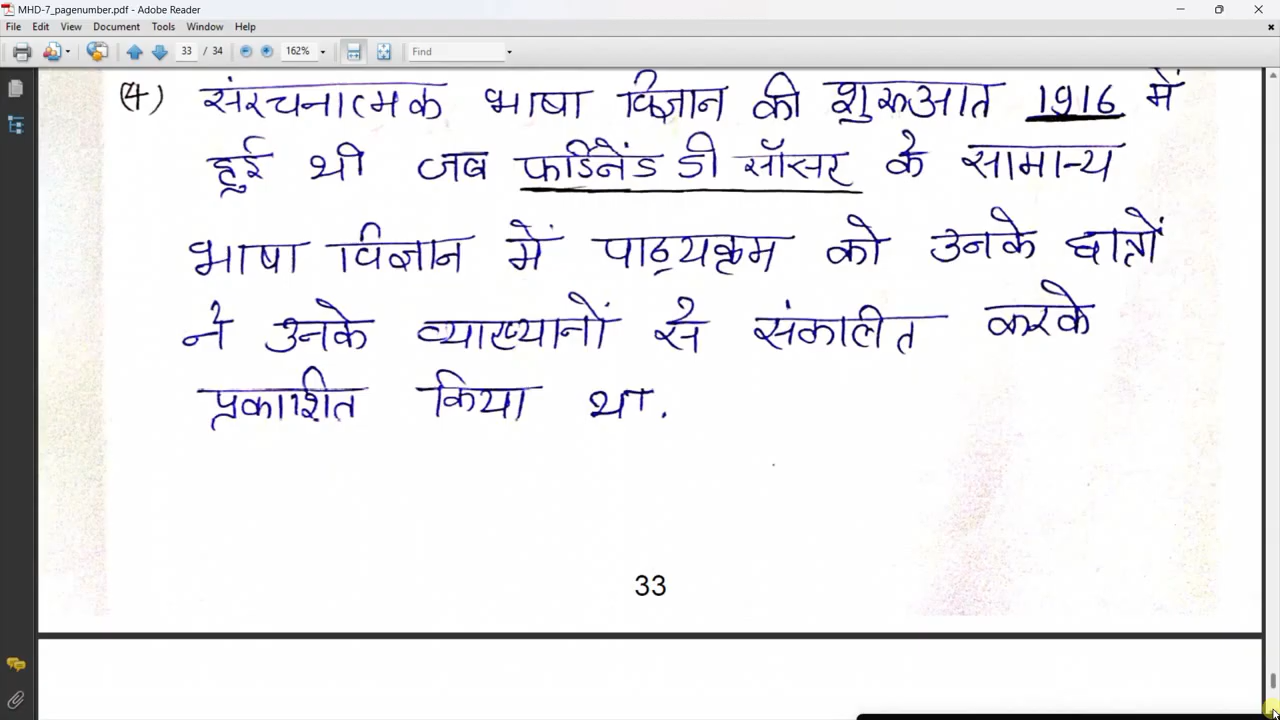 MHD-7_pagenumber.pdf - Adobe Reader
File Edit View Document Tools Window Help
33 / 34 162% Find
(4) संरचनात्मक भाषा विज्ञान की शुरुआत 1916 में
हुई थी जब फर्डिनेंड डी सॉसर के सामान्य
भाषा विज्ञान में पाठ्यक्रम को उनके छात्रों
ने उनके व्याख्यानों से संकलित करके
प्रकाशित किया था.
33